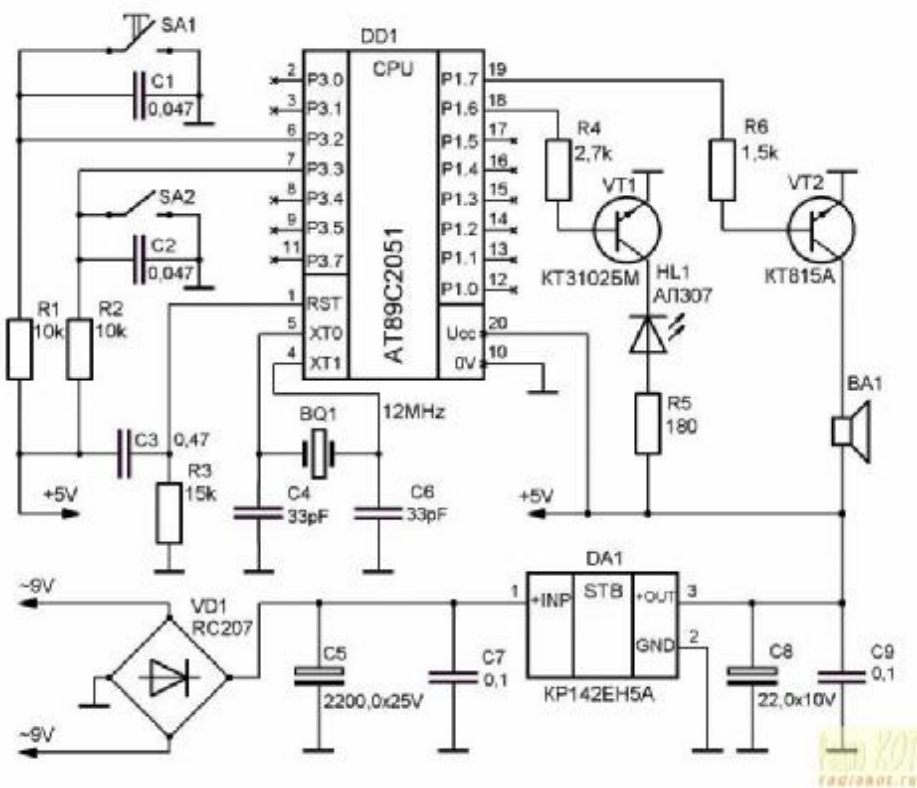 SA1
C1
0,047
SA2
C2
0,047
R1
10k
R2
10k
C3
0,47
R3
15k
+5V
DD1
CPU
AT89C2051
2 P3.0
3 P3.1
6 P3.2
7 P3.3
8 P3.4
9 P3.5
11 P3.7
1 RST
5 XT0
4 XT1
P1.7 19
P1.6 18
P1.5 17
P1.4 16
P1.3 15
P1.2 14
P1.1 13
P1.0 12
Ucc 20
0V 10
BQ1
12MHz
C4
33pF
C6
33pF
R4
2,7k
R6
1,5k
VT1
КТ3102БМ
VT2
КТ815А
HL1
АЛ307
R5
180
BA1
+5V
~9V
VD1
RC207
~9V
C5
2200,0x25V
C7
0,1
DA1
1 +INP STB +OUT 3
GND 2
КР142ЕН5А
C8
22,0x10V
C9
0,1
radiokot.ru